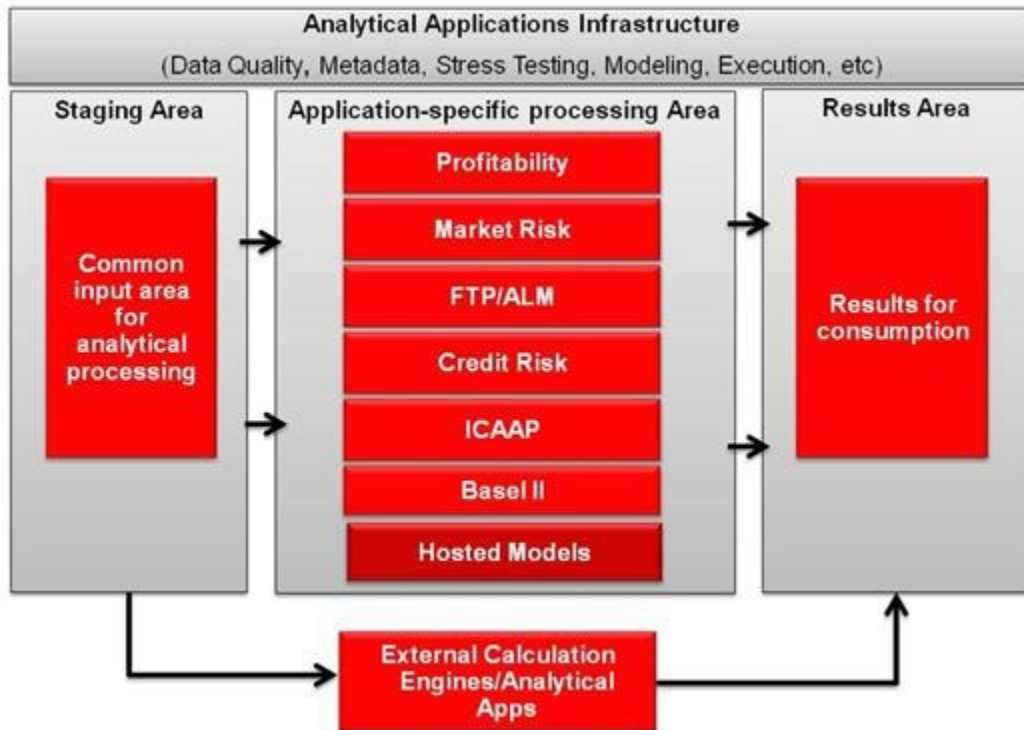 Analytical Applications Infrastructure
(Data Quality, Metadata, Stress Testing, Modeling, Execution, etc)
Staging Area
Common
input area
for
analytical
processing
Application-specific processing Area
Profitability
Market Risk
FTP/ALM
Credit Risk
ICAAP
Basel II
Hosted Models
Results Area
Results for
consumption
External Calculation
Engines/Analytical
Apps